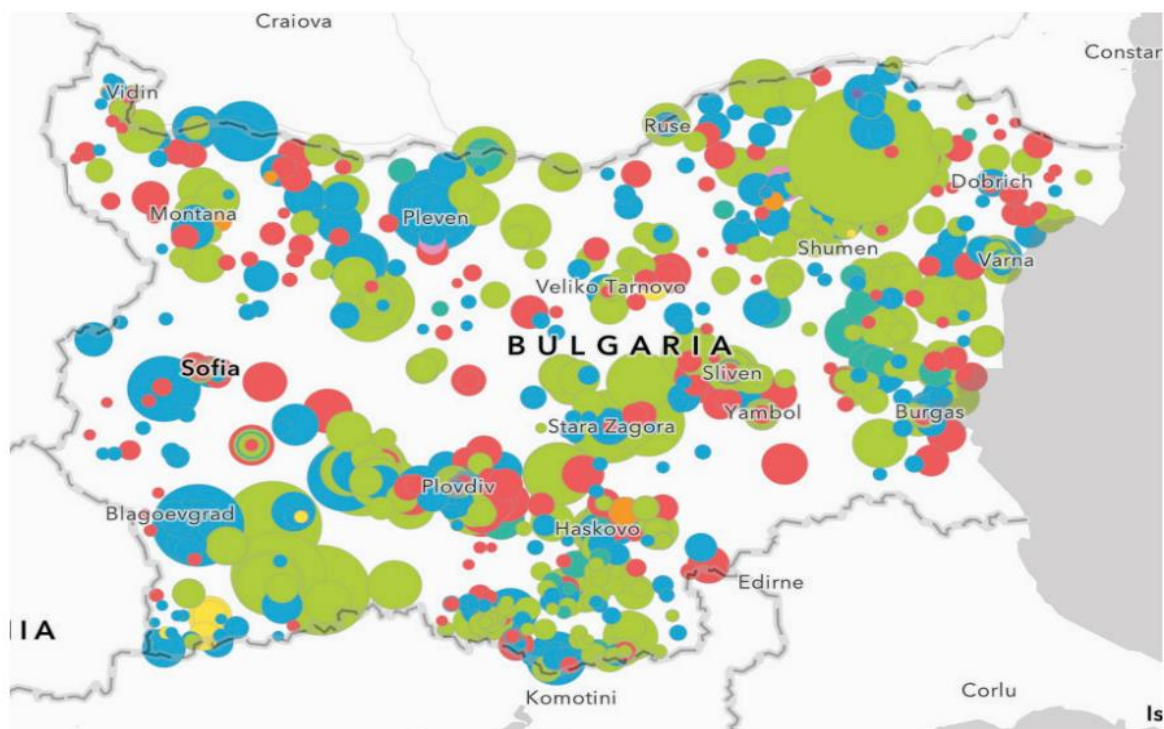 Craiova
Constar
Vidin
Ruse
Dobrich
Montana
Pleven
Shumen
Varna
Veliko Tarnovo
BULGARIA
Sofia
Sliven
Yambol
Burgas
Stara Zagora
Plovdiv
Blagoevgrad
Haskovo
Edirne
IIA
Komotini
Corlu
Is